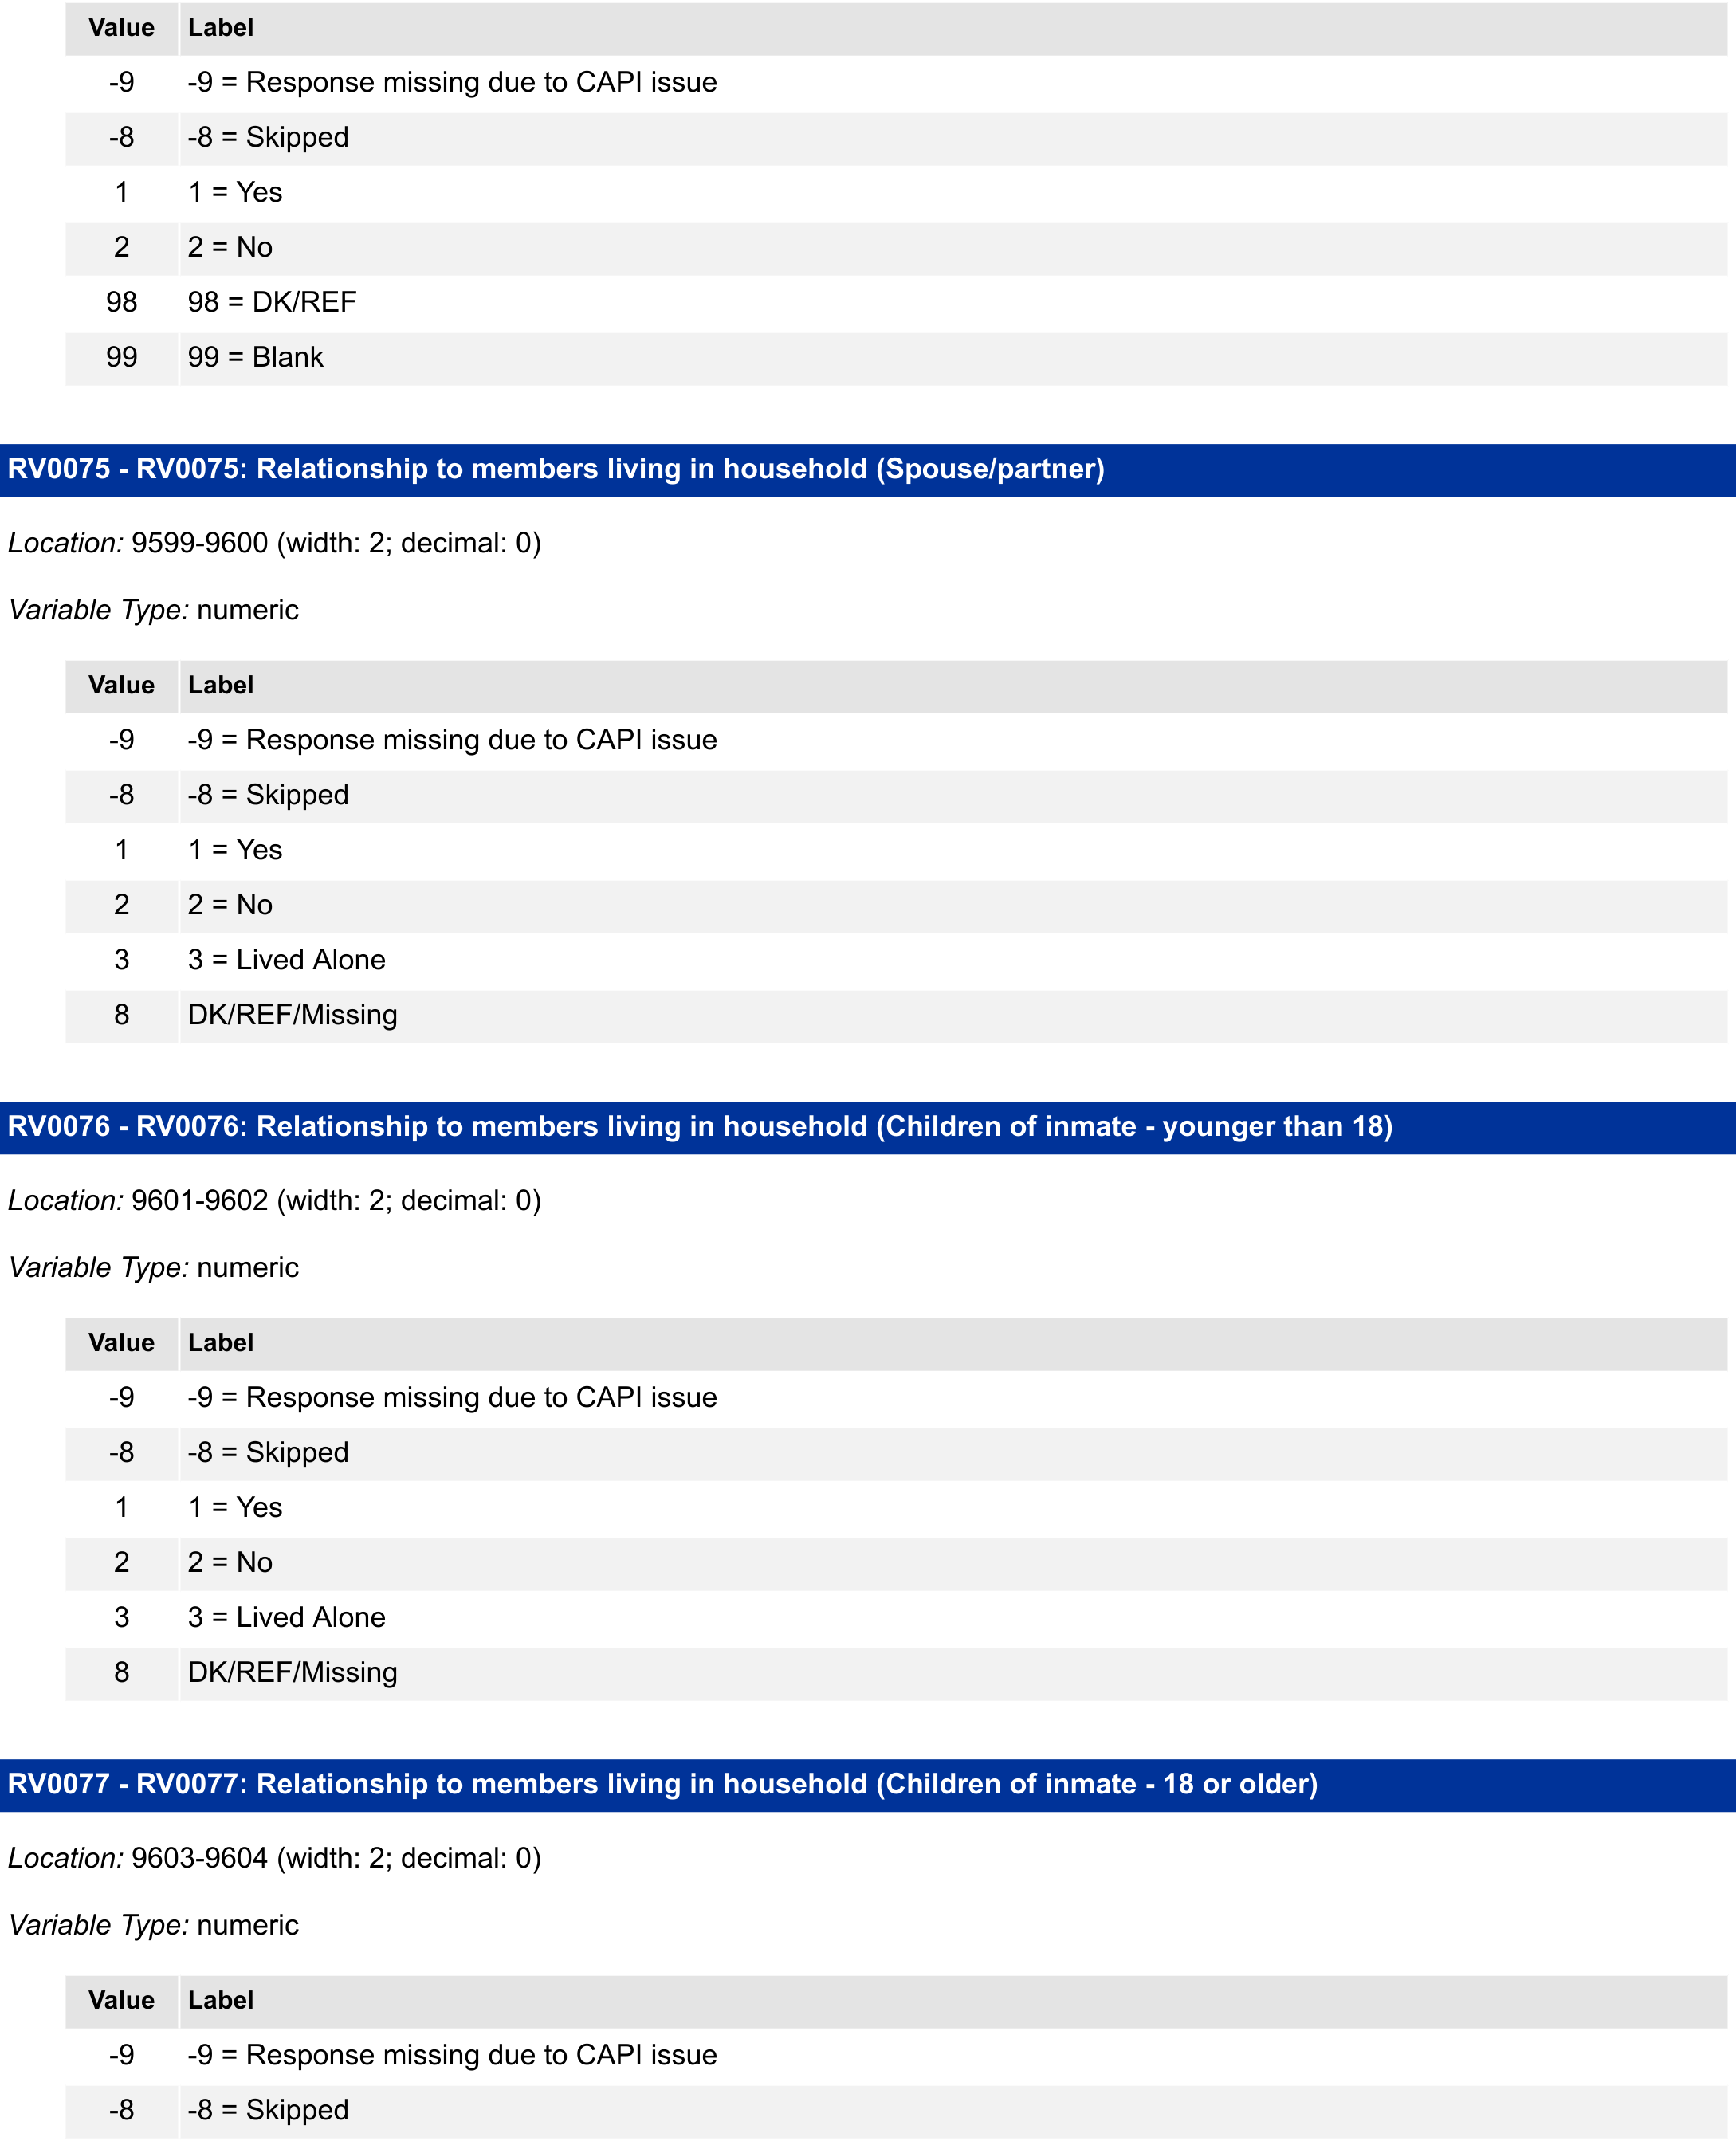 Value Label
-9 -9 = Response missing due to CAPI issue
-8 -8 = Skipped
1 1 = Yes
2 2 = No
98 98 = DK/REF
99 99 = Blank
RV0075 - RV0075: Relationship to members living in household (Spouse/partner)
Location: 9599-9600 (width: 2; decimal: 0)
Variable Type: numeric
Value Label
-9 -9 = Response missing due to CAPI issue
-8 -8 = Skipped
1 1 = Yes
2 2 = No
3 3 = Lived Alone
8 DK/REF/Missing
RV0076 - RV0076: Relationship to members living in household (Children of inmate - younger than 18)
Location: 9601-9602 (width: 2; decimal: 0)
Variable Type: numeric
Value Label
-9 -9 = Response missing due to CAPI issue
-8 -8 = Skipped
1 1 = Yes
2 2 = No
3 3 = Lived Alone
8 DK/REF/Missing
RV0077 - RV0077: Relationship to members living in household (Children of inmate - 18 or older)
Location: 9603-9604 (width: 2; decimal: 0)
Variable Type: numeric
Value Label
-9 -9 = Response missing due to CAPI issue
-8 -8 = Skipped